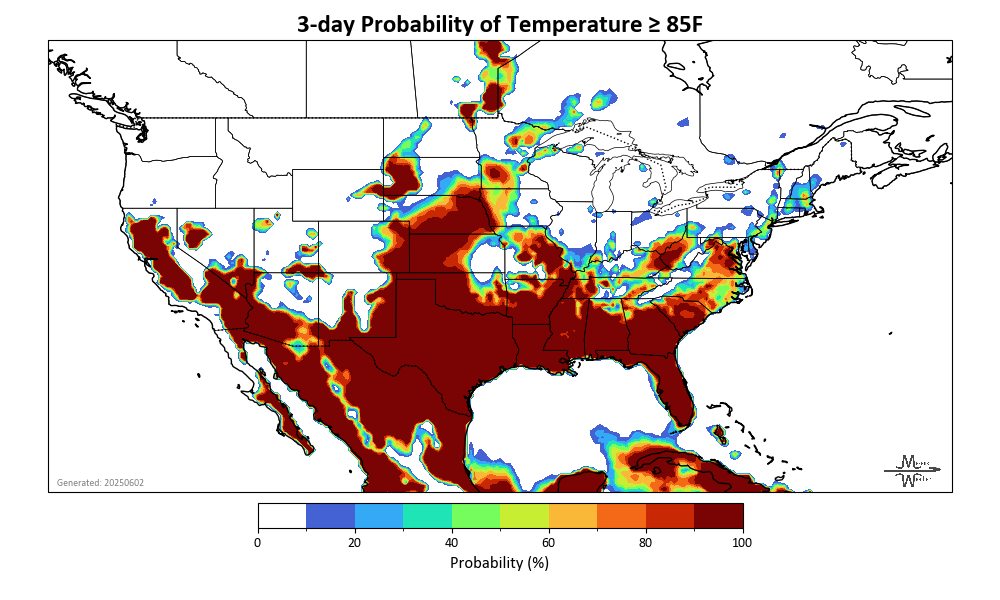 3-day Probability of Temperature ≥ 85F
Generated: 20250602
0 20 40 60 80 100
Probability (%)